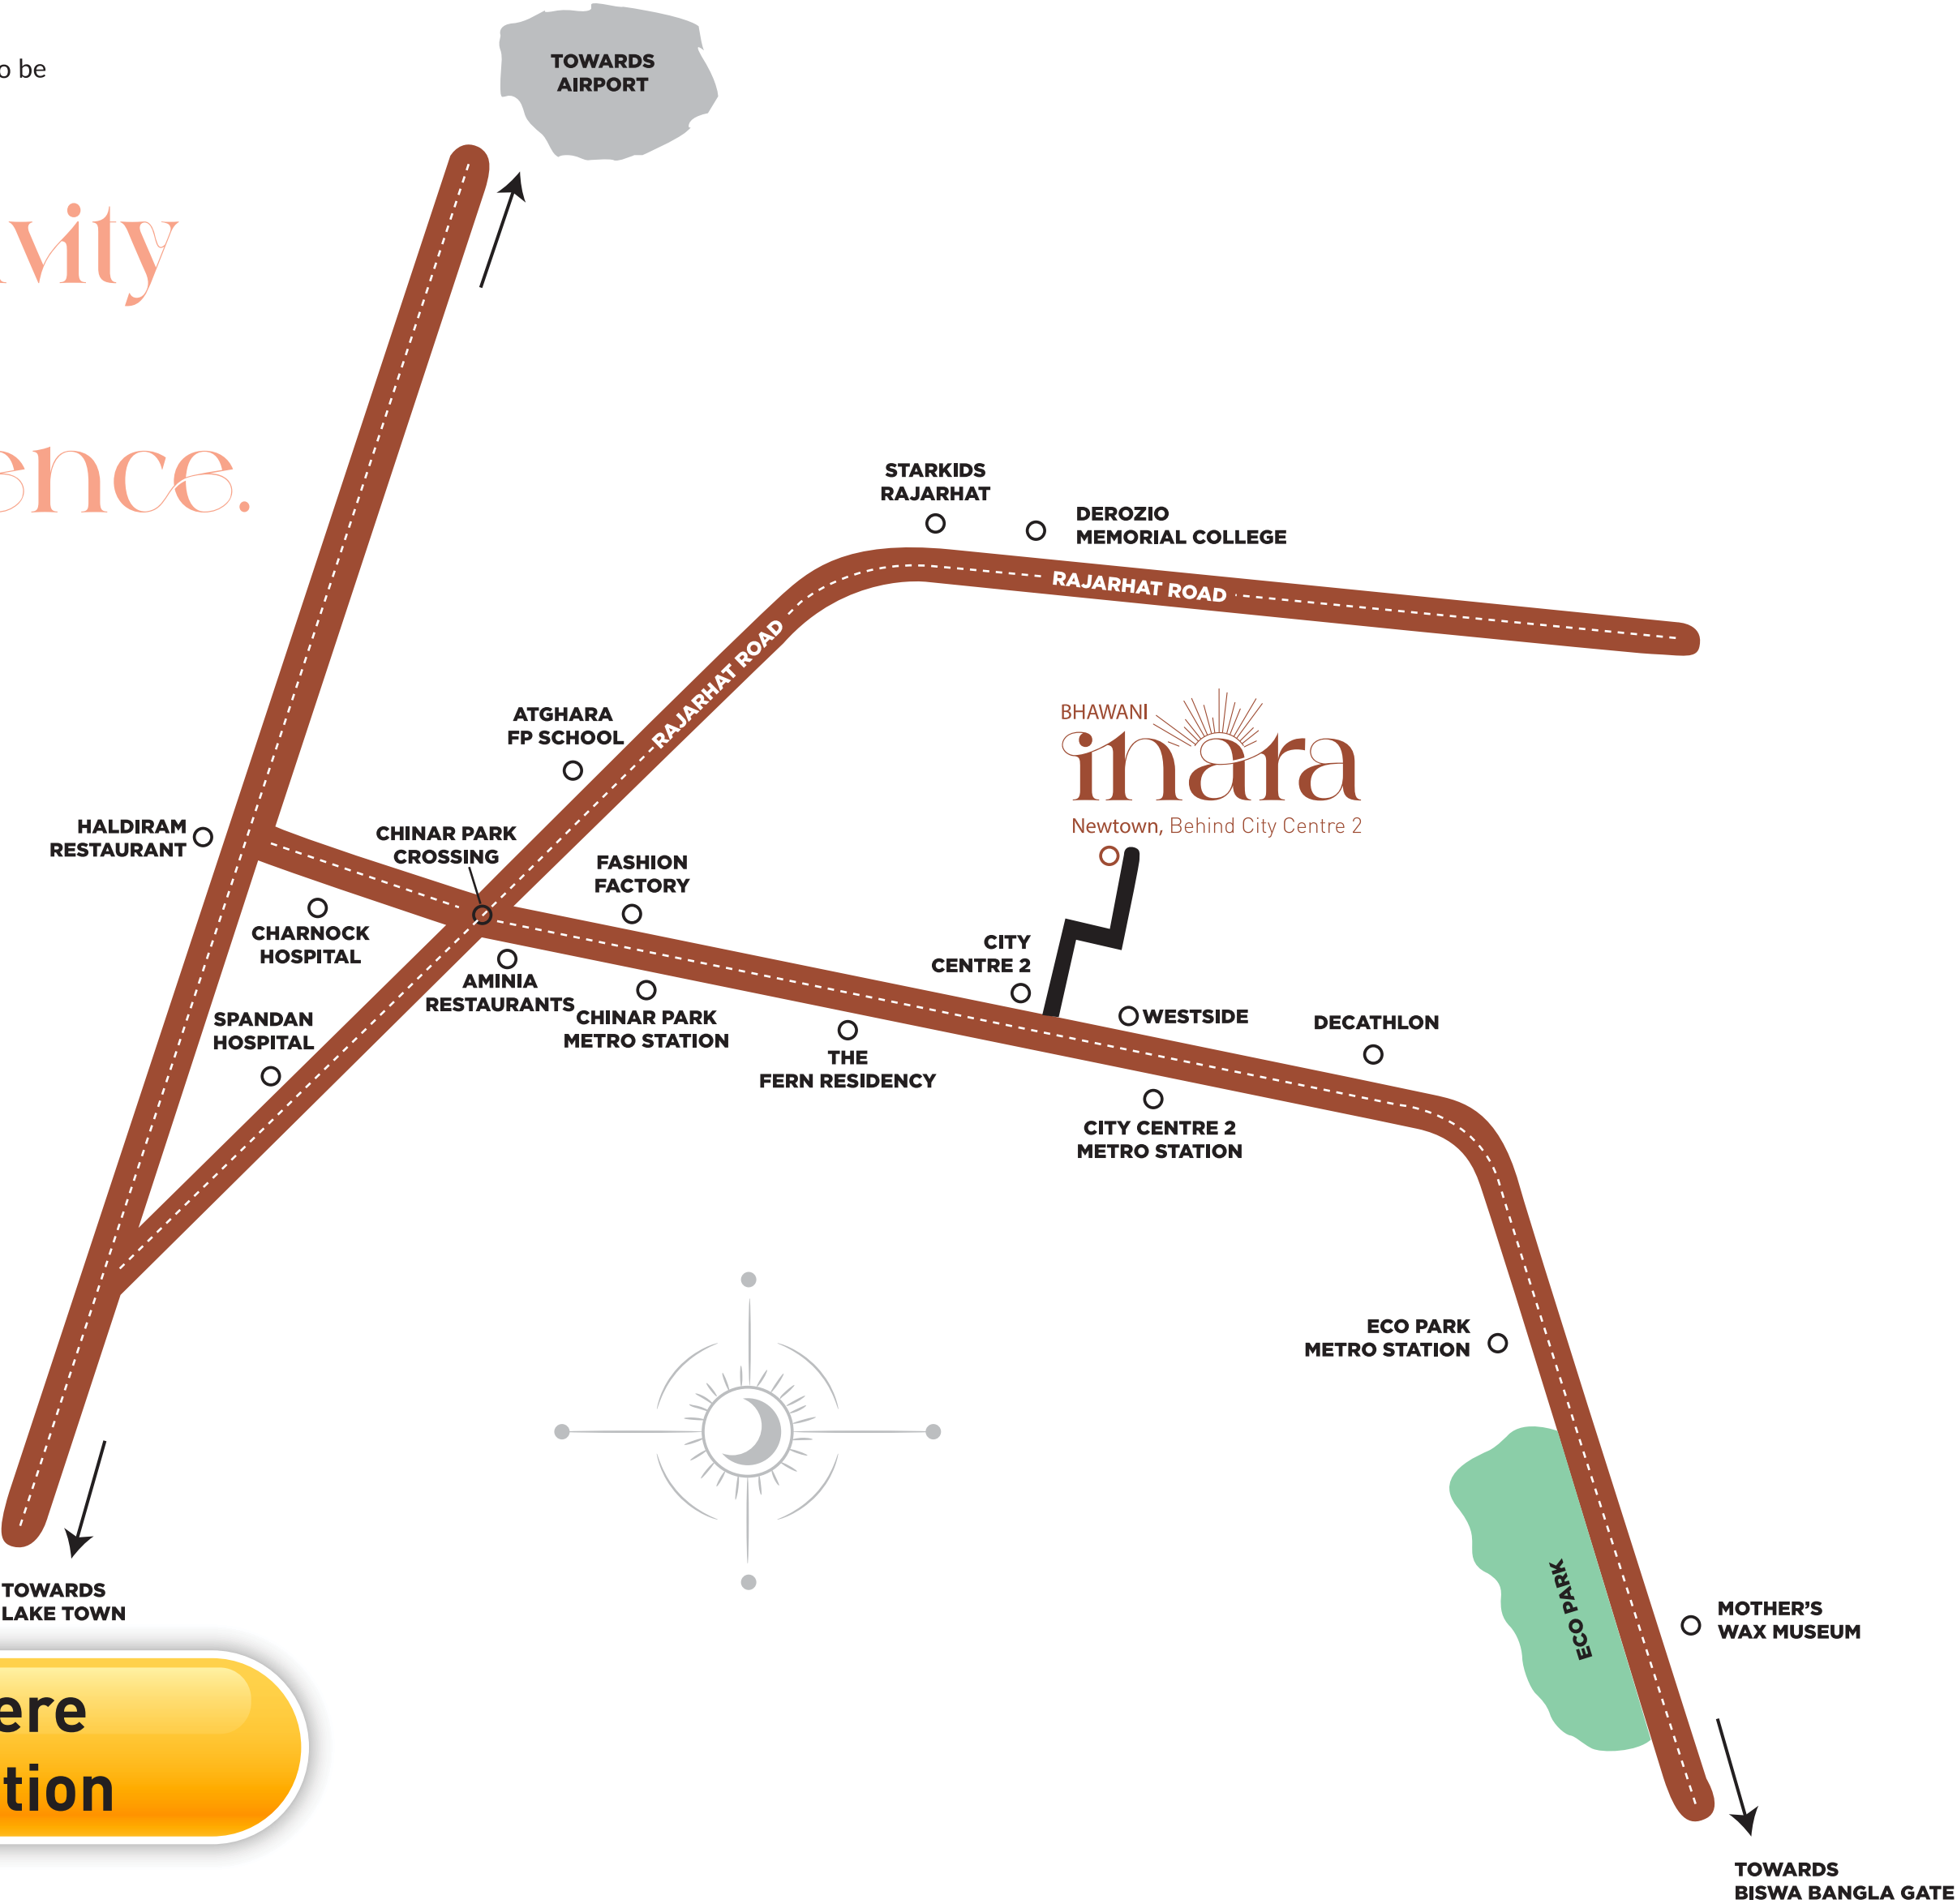 o be
TOWARDS
AIRPORT
vity
ence.
STARKIDS
RAJARHAT
DEROZIO
MEMORIAL COLLEGE
RAJARHAT ROAD
RAJARHAT ROAD
ATGHARA
FP SCHOOL
BHAWANI
inara
Newtown, Behind City Centre 2
HALDIRAM
RESTAURANT
CHINAR PARK
CROSSING
FASHION
FACTORY
CHARNOCK
HOSPITAL
CITY
CENTRE 2
AMINIA
RESTAURANTS
SPANDAN
HOSPITAL
CHINAR PARK
METRO STATION
WESTSIDE
DECATHLON
THE
FERN RESIDENCY
CITY CENTRE 2
METRO STATION
ECO PARK
METRO STATION
ECO PARK
TOWARDS
LAKE TOWN
MOTHER'S
WAX MUSEUM
ere
tion
TOWARDS
BISWA BANGLA GATE